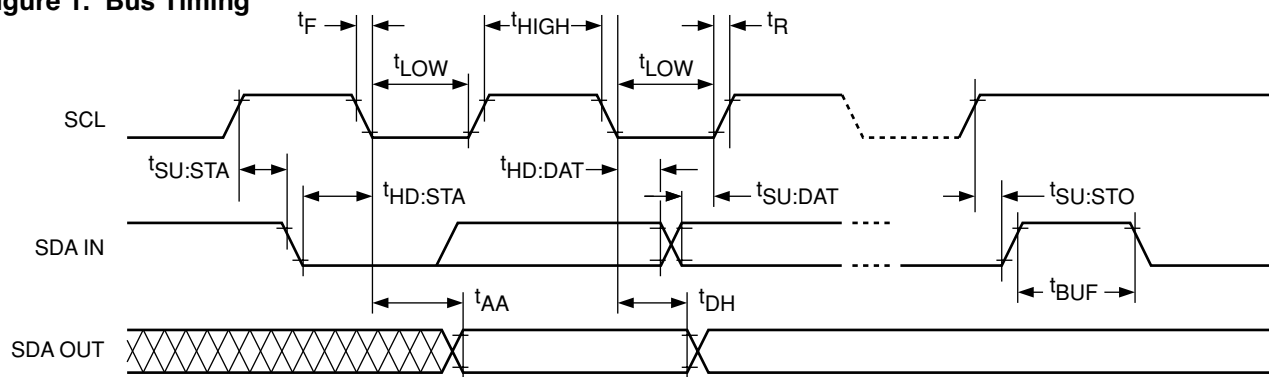 igure 1. Bus Timing
tF
tHIGH
tR
tLOW
tLOW
SCL
tSU:STA
tHD:STA
tHD:DAT
tSU:DAT
tSU:STO
SDA IN
tBUF
tAA
tDH
SDA OUT